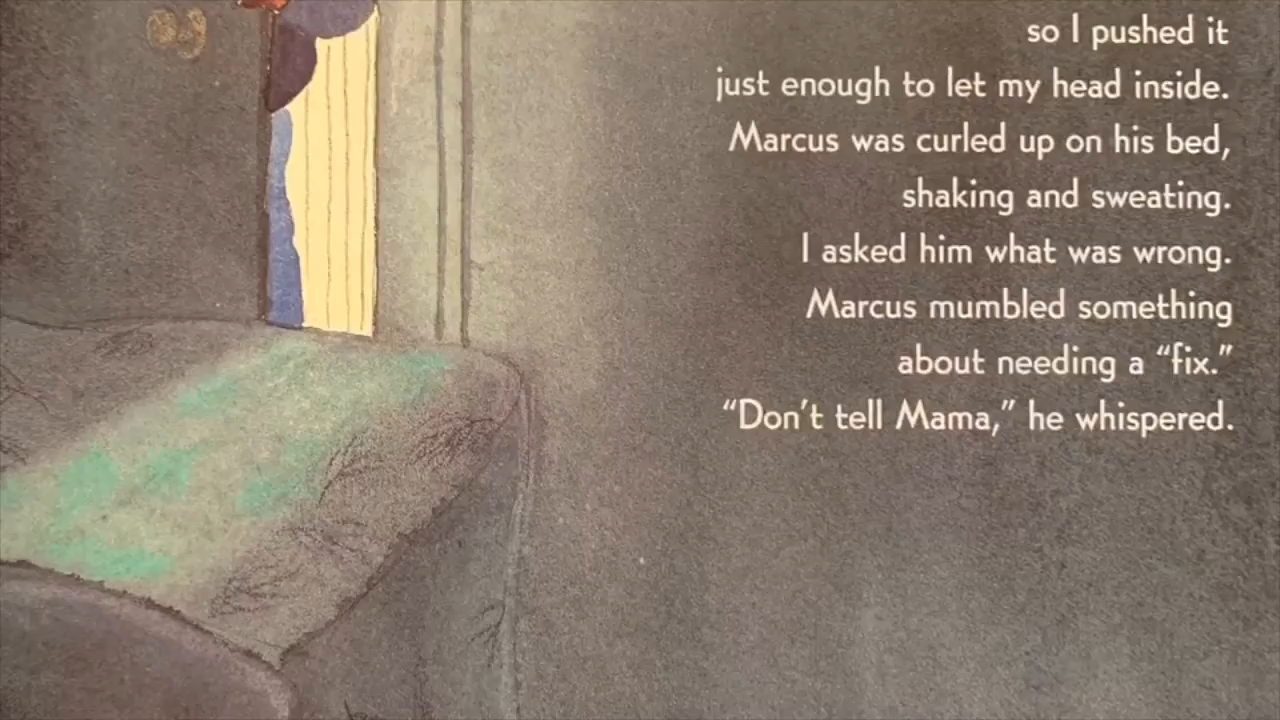 so I pushed it
just enough to let my head inside.
Marcus was curled up on his bed,
shaking and sweating.
I asked him what was wrong.
Marcus mumbled something
about needing a “fix.”
“Don’t tell Mama,” he whispered.